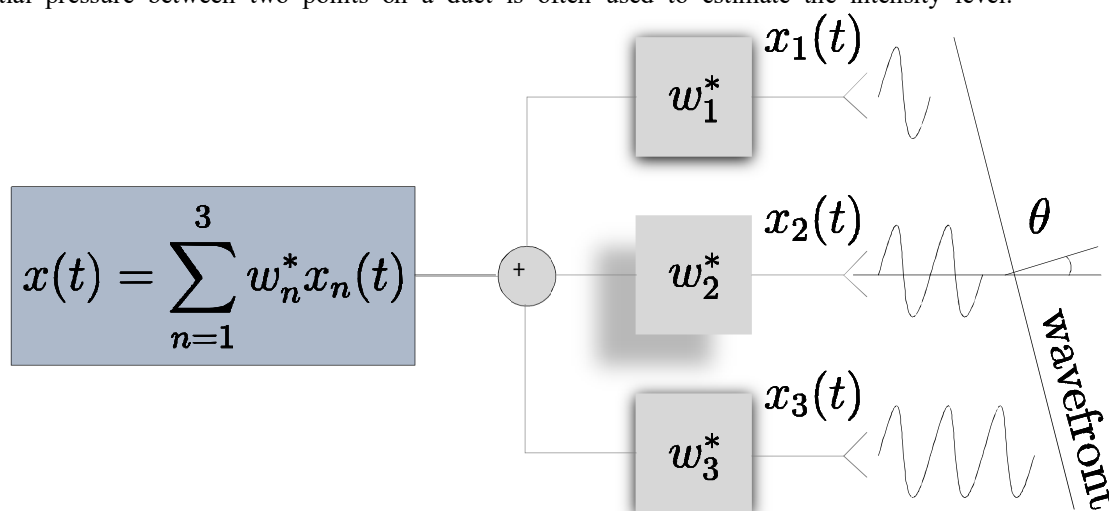 tial pressure between two points on a duct is often used to estimate the intensity level.
x_1(t)
w_1^*
x_2(t)
θ
x(t) = \sum_{n=1}^{3} w_n^* x_n(t)
+
w_2^*
wavefront
x_3(t)
w_3^*